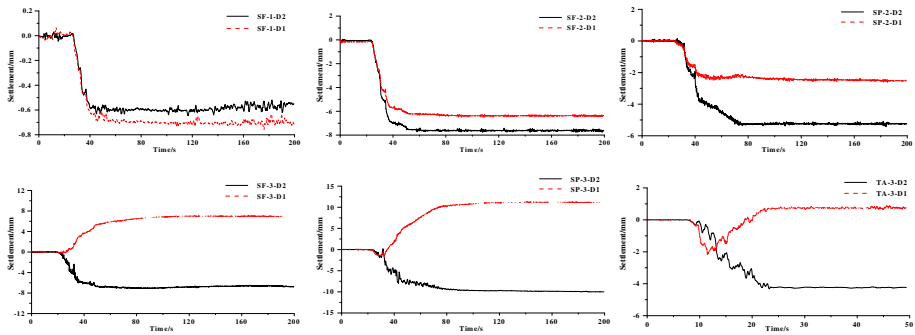 SF-1-D2
SF-1-D1
Settlement/mm
0.0
-0.2
-0.4
-0.6
0.8
0 40 80 120 160 200
Time/s
SF-2-D2
SF-2-D1
Settlement/mm
2
0
-2
-4
-6
-8
0 40 80 120 160 200
Time/s
SP-2-D2
SP-2-D1
Settlement/mm
2
0
-2
-4
-6
0 40 80 120 160 200
Time/s
SF-3-D2
SF-3-D1
Settlement/mm
12
8
4
0
-4
-8
-12
0 40 80 120 160 200
Time/s
SP-3-D2
SP-3-D1
Settlement/mm
15
10
5
0
-5
-10
-15
0 40 80 120 160 200
Time/s
TA-3-D2
TA-3-D1
Settlement/mm
2
0
-2
-4
-6
0 10 20 30 40 50
Time/s